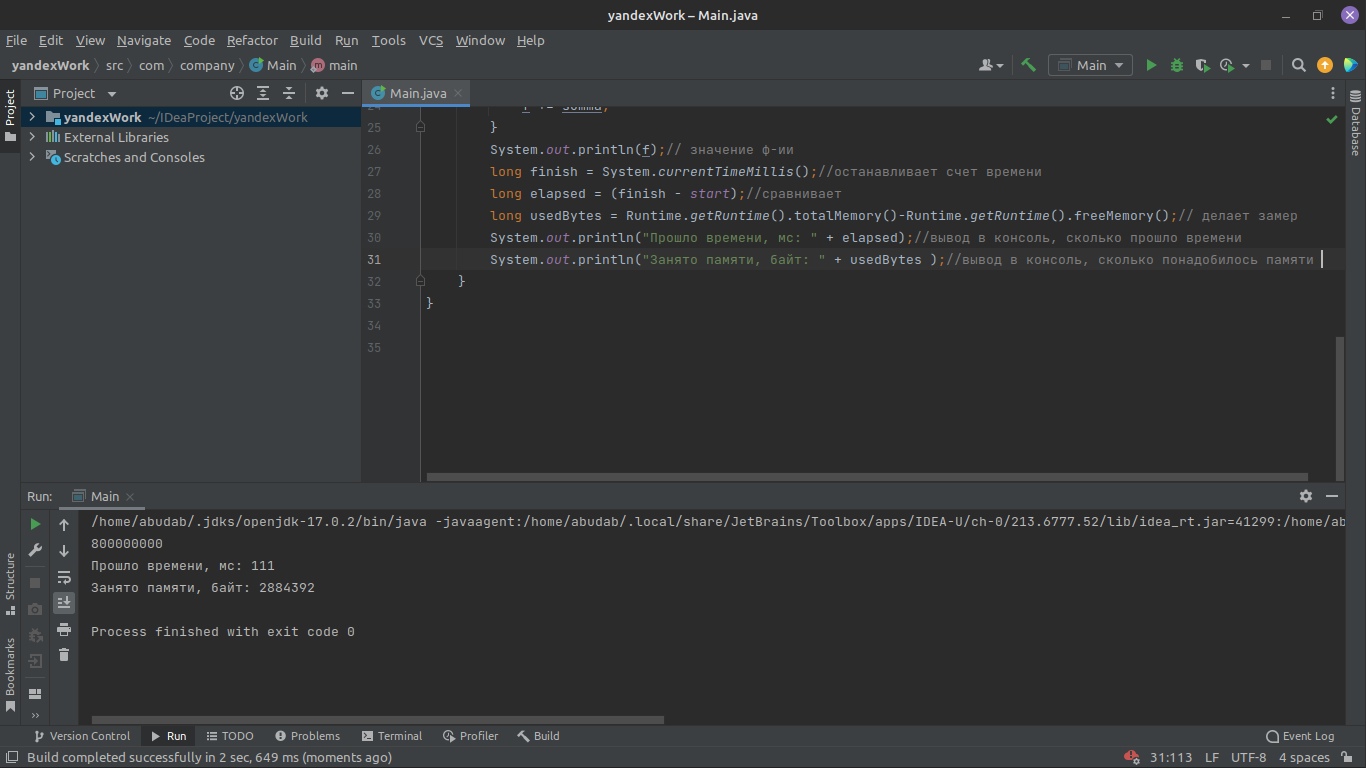 yandexWork – Main.java
File Edit View Navigate Code Refactor Build Run Tools VCS Window Help
yandexWork src com company Main main
Main
Project
Main.java
Project
yandexWork ~/IDeaProject/yandexWork
External Libraries
Scratches and Consoles
25 }
26 System.out.println(f);// значение ф-ии
27 long finish = System.currentTimeMillis();//останавливает счет времени
28 long elapsed = (finish - start);//сравнивает
29 long usedBytes = Runtime.getRuntime().totalMemory()-Runtime.getRuntime().freeMemory();// делает замер
30 System.out.println("Прошло времени, мс: " + elapsed);//вывод в консоль, сколько прошло времени
31 System.out.println("Занято памяти, байт: " + usedBytes );//вывод в консоль, сколько понадобилось памяти
32 }
33 }
34
35
Database
Structure
Bookmarks
Run: Main
/home/abudab/.jdks/openjdk-17.0.2/bin/java -javaagent:/home/abudab/.local/share/JetBrains/Toolbox/apps/IDEA-U/ch-0/213.6777.52/lib/idea_rt.jar=41299:/home/ab
800000000
Прошло времени, мс: 111
Занято памяти, байт: 2884392
Process finished with exit code 0
Version Control Run TODO Problems Terminal Profiler Build Event Log
Build completed successfully in 2 sec, 649 ms (moments ago) 31:113 LF UTF-8 4 spaces